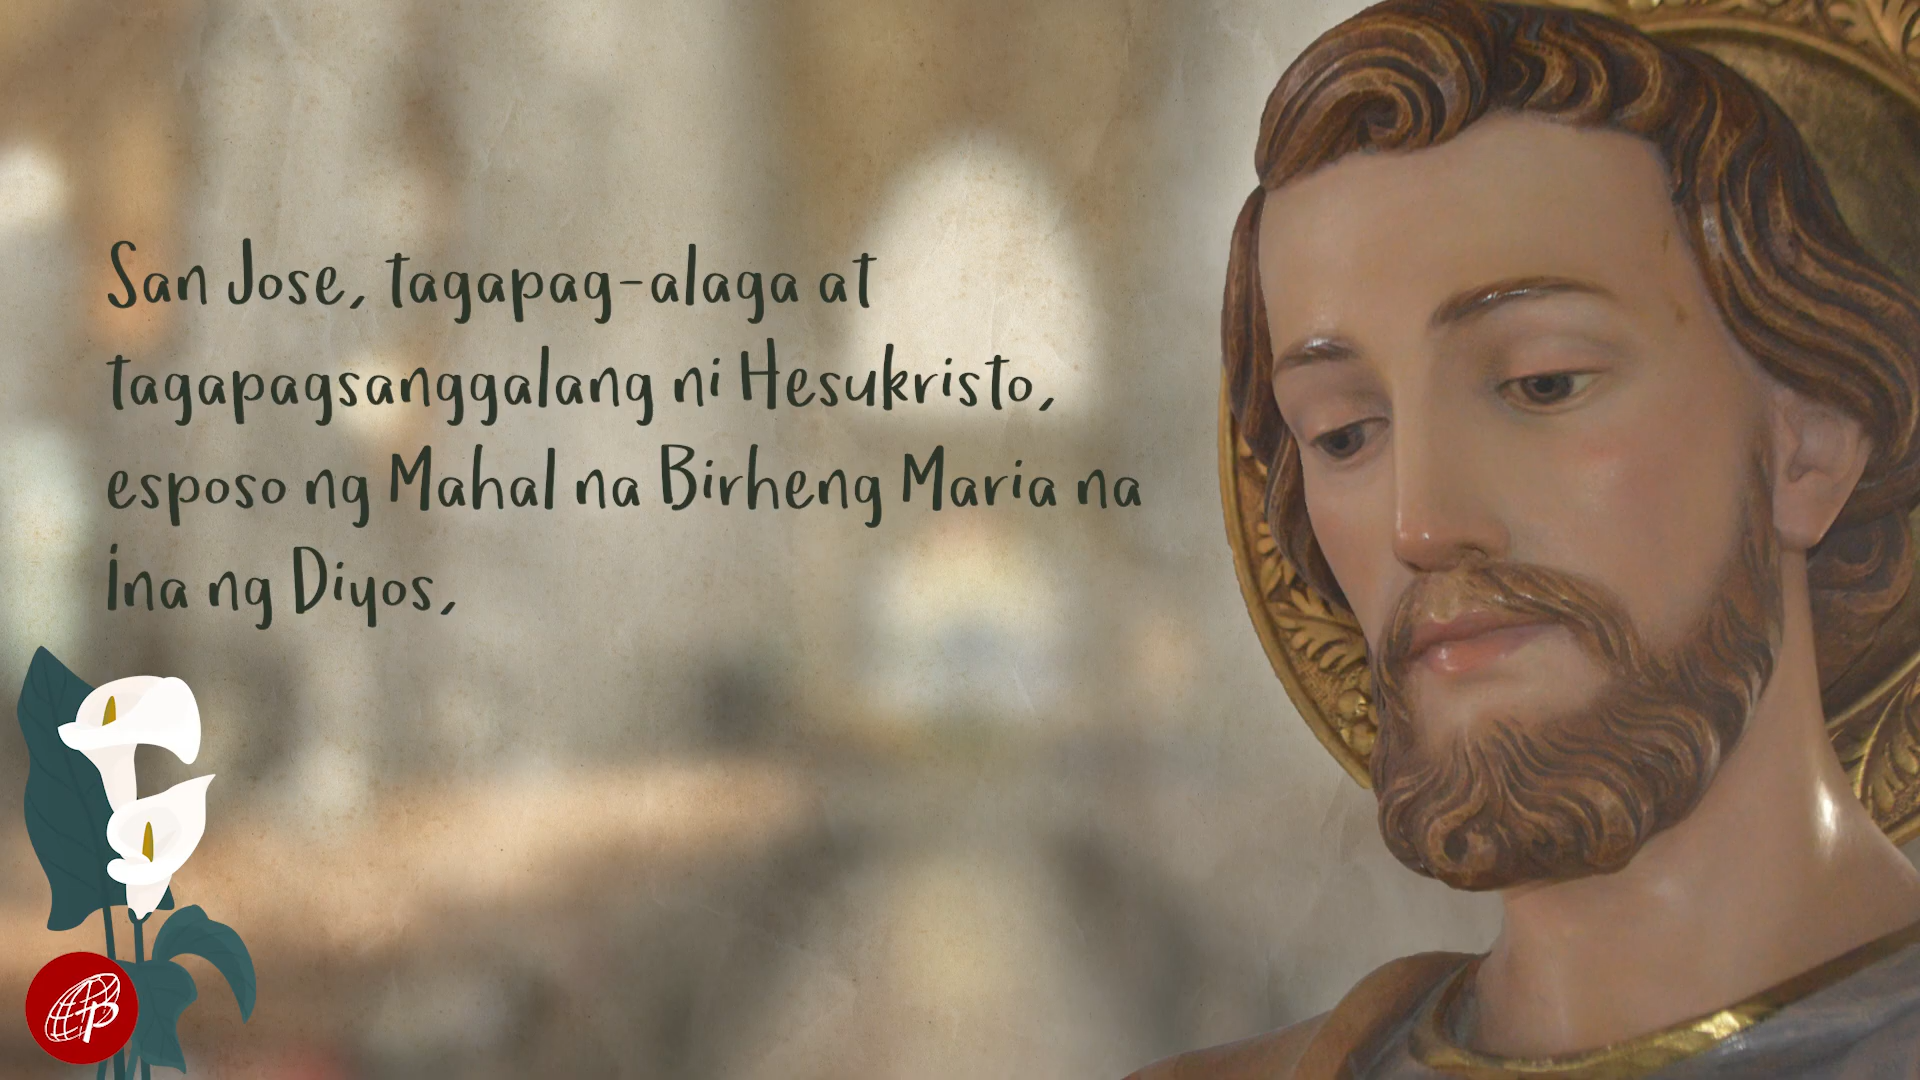 San Jose, tagapag-alaga at
tagapagsanggalang ni Hesukristo,
esposo ng Mahal na Birheng Maria na
Ina ng Diyos,